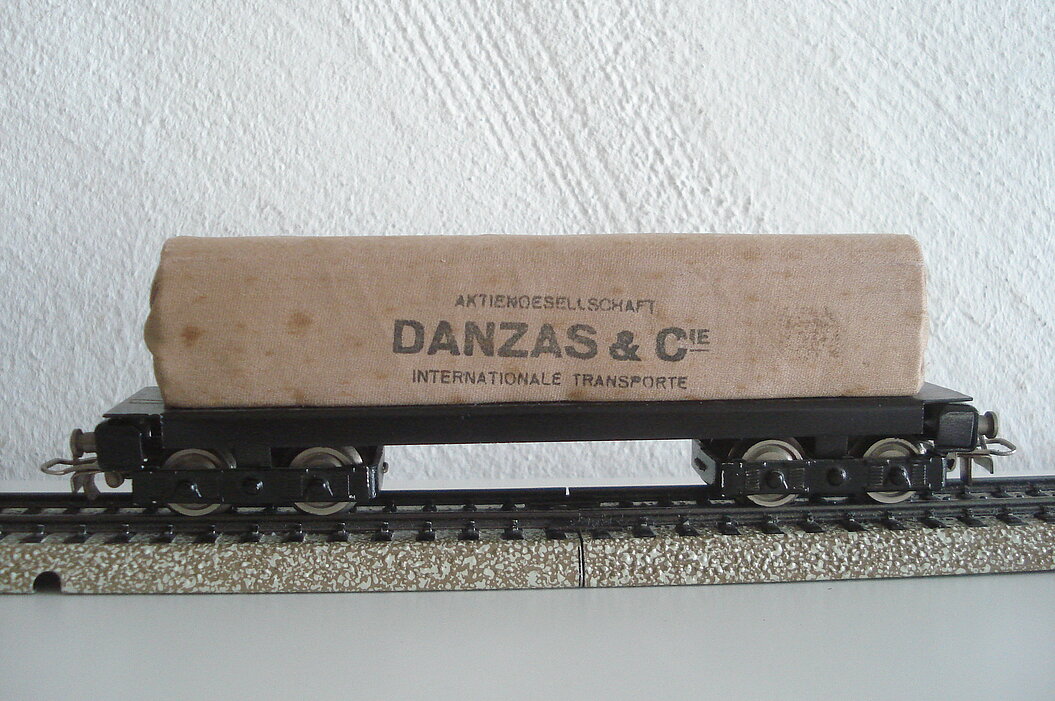 AKTIENGESELLSCHAFT
DANZAS & CIE
INTERNATIONALE TRANSPORTE